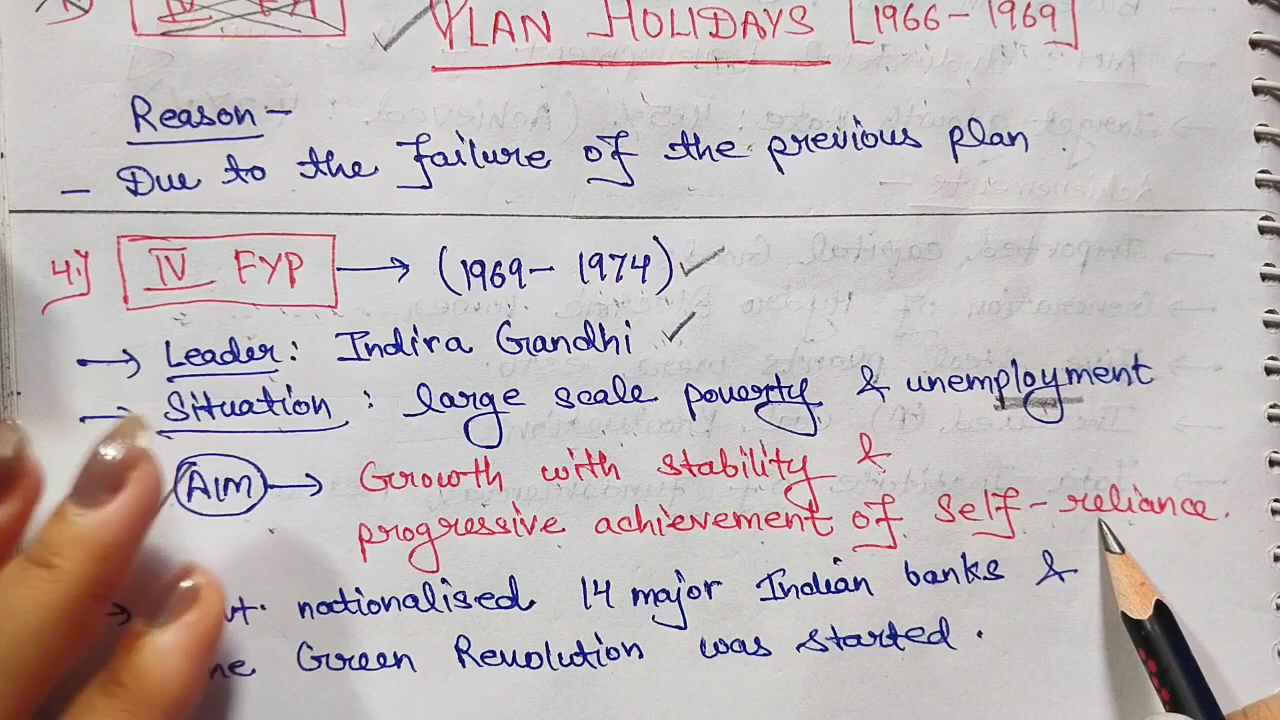 IV FYP PLAN HOLIDAYS [1966-1969]
Reason -
- Due to the failure of the previous plan.
4.) IV FYP → (1969- 1974)
→ Leader: Indira Gandhi
→ Situation : large scale poverty & unemployment
AIM → Growth with stability &
progressive achievement of self-reliance.
→ nationalised 14 major Indian banks &
Green Revolution was started.